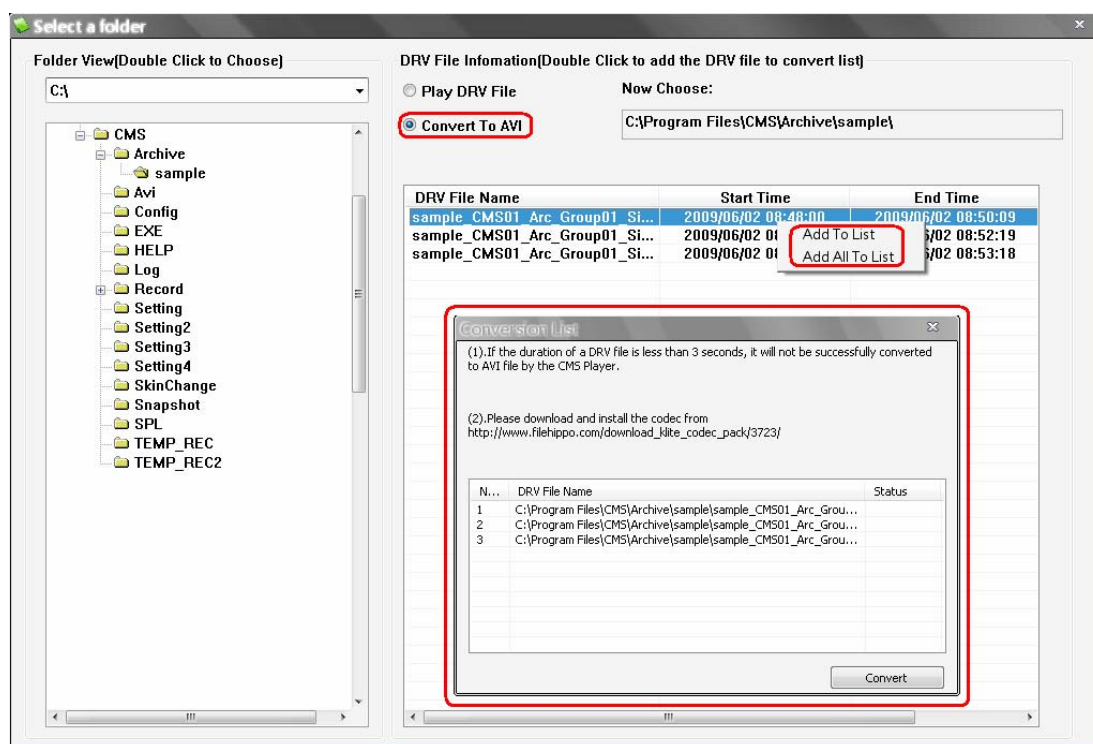 Select a folder
Folder View(Double Click to Choose)
C:\
CMS
Archive
sample
Avi
Config
EXE
HELP
Log
Record
Setting
Setting2
Setting3
Setting4
SkinChange
Snapshot
SPL
TEMP_REC
TEMP_REC2
DRV File Infomation(Double Click to add the DRV file to convert list)
Play DRV File
Now Choose:
Convert To AVI
C:\Program Files\CMS\Archive\sample\
DRV File Name Start Time End Time
sample_CMS01_Arc_Group01_Si... 2009/06/02 08:48:00 2009/06/02 08:50:09
sample_CMS01_Arc_Group01_Si... 2009/06/02 08 /02 08:52:19
sample_CMS01_Arc_Group01_Si... 2009/06/02 08 /02 08:53:18
Add To List
Add All To List
Conversion List
(1).If the duration of a DRV file is less than 3 seconds, it will not be successfully converted
to AVI file by the CMS Player.
(2).Please download and install the codec from
http://www.filehippo.com/download_klite_codec_pack/3723/
N... DRV File Name Status
1 C:\Program Files\CMS\Archive\sample\sample_CMS01_Arc_Grou...
2 C:\Program Files\CMS\Archive\sample\sample_CMS01_Arc_Grou...
3 C:\Program Files\CMS\Archive\sample\sample_CMS01_Arc_Grou...
Convert